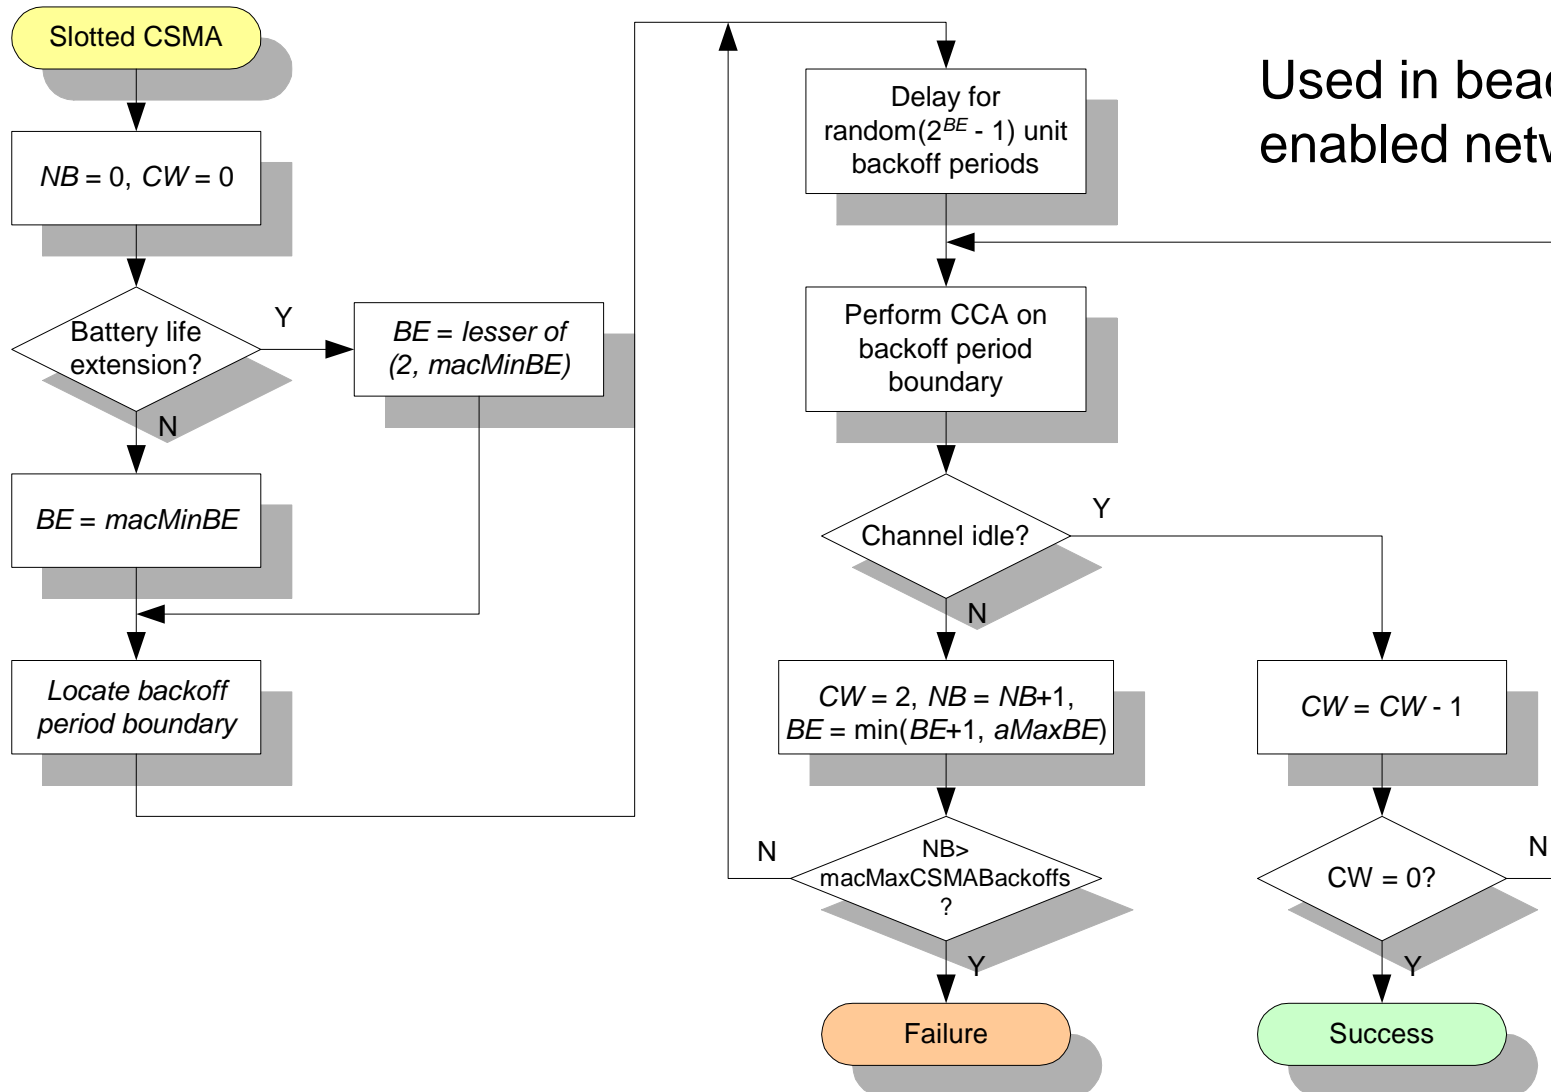 Slotted CSMA
NB = 0, CW = 0
Battery life
extension?
Y
BE = lesser of
(2, macMinBE)
N
BE = macMinBE
Locate backoff
period boundary
Delay for
random(2^BE - 1) unit
backoff periods
Used in
enabled
Perform CCA on
backoff period
boundary
Channel idle?
Y
N
CW = 2, NB = NB+1,
BE = min(BE+1, aMaxBE)
CW = CW - 1
NB>
macMaxCSMABackoffs
?
N
Y
CW = 0?
N
Y
Failure
Success